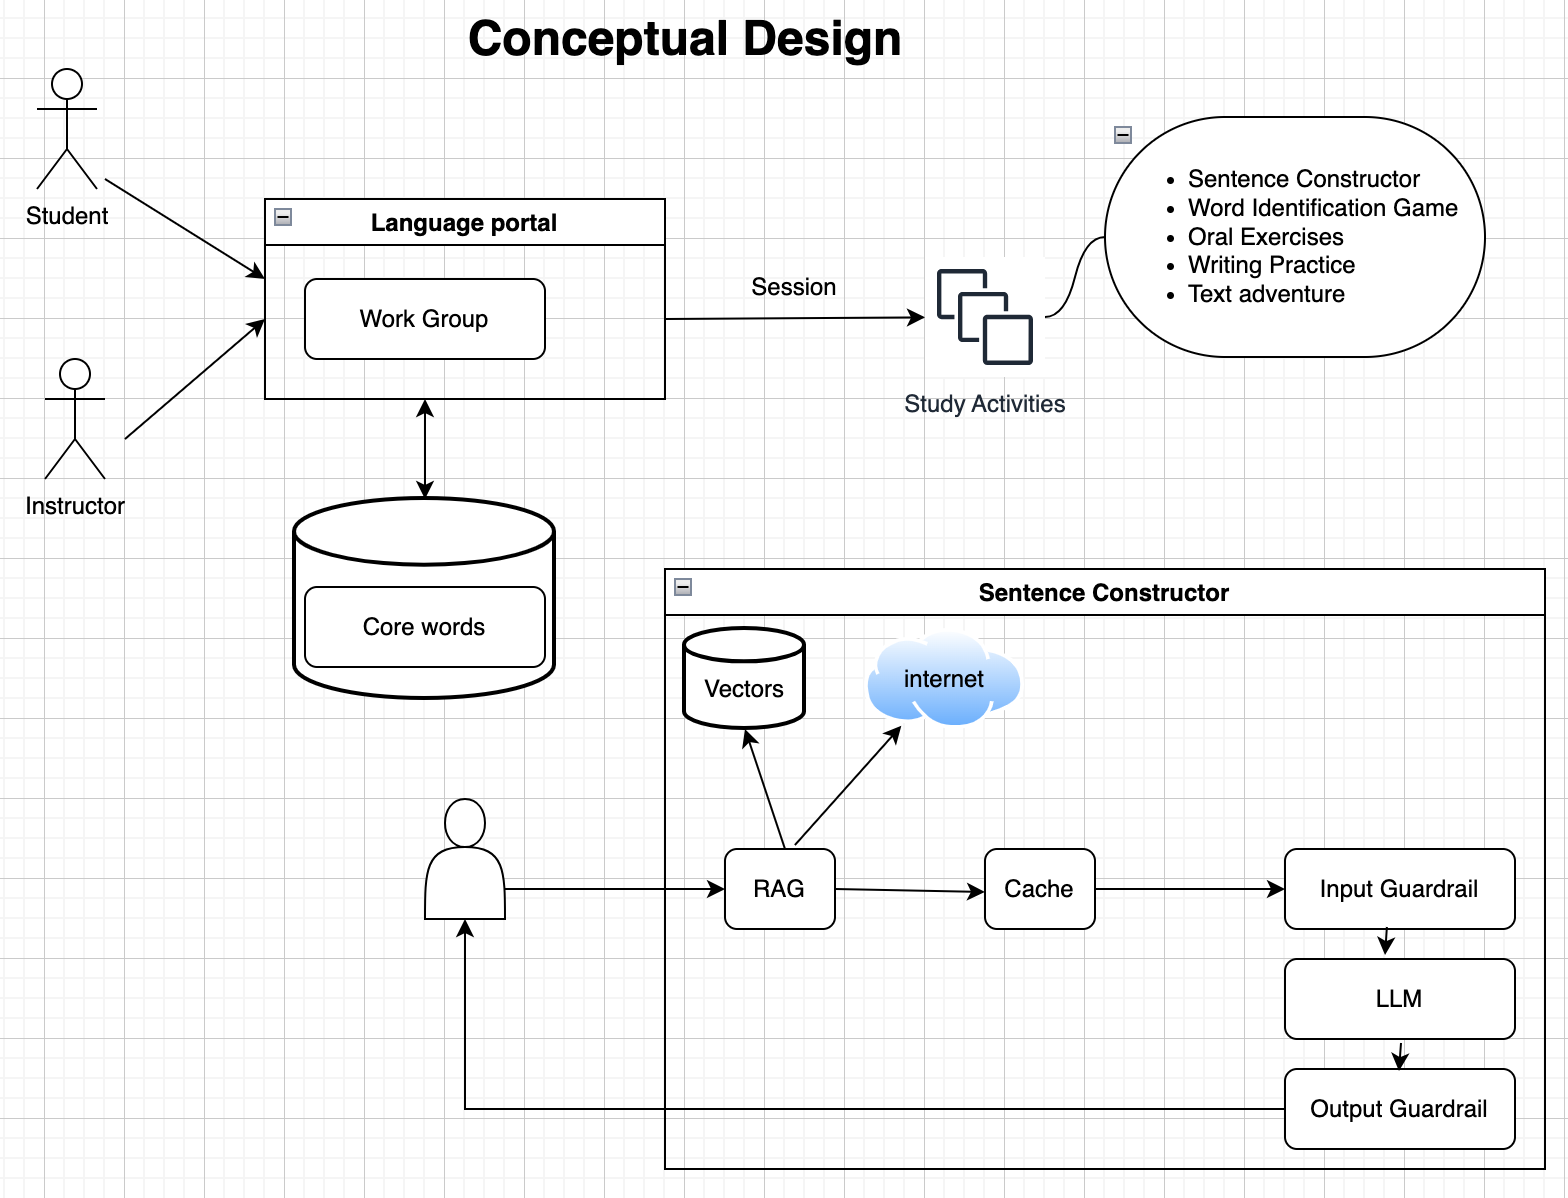 Conceptual Design
Student
Language portal
Work Group
Session
Study Activities
• Sentence Constructor
• Word Identification Game
• Oral Exercises
• Writing Practice
• Text adventure
Instructor
Core words
Sentence Constructor
Vectors
internet
RAG
Cache
Input Guardrail
LLM
Output Guardrail